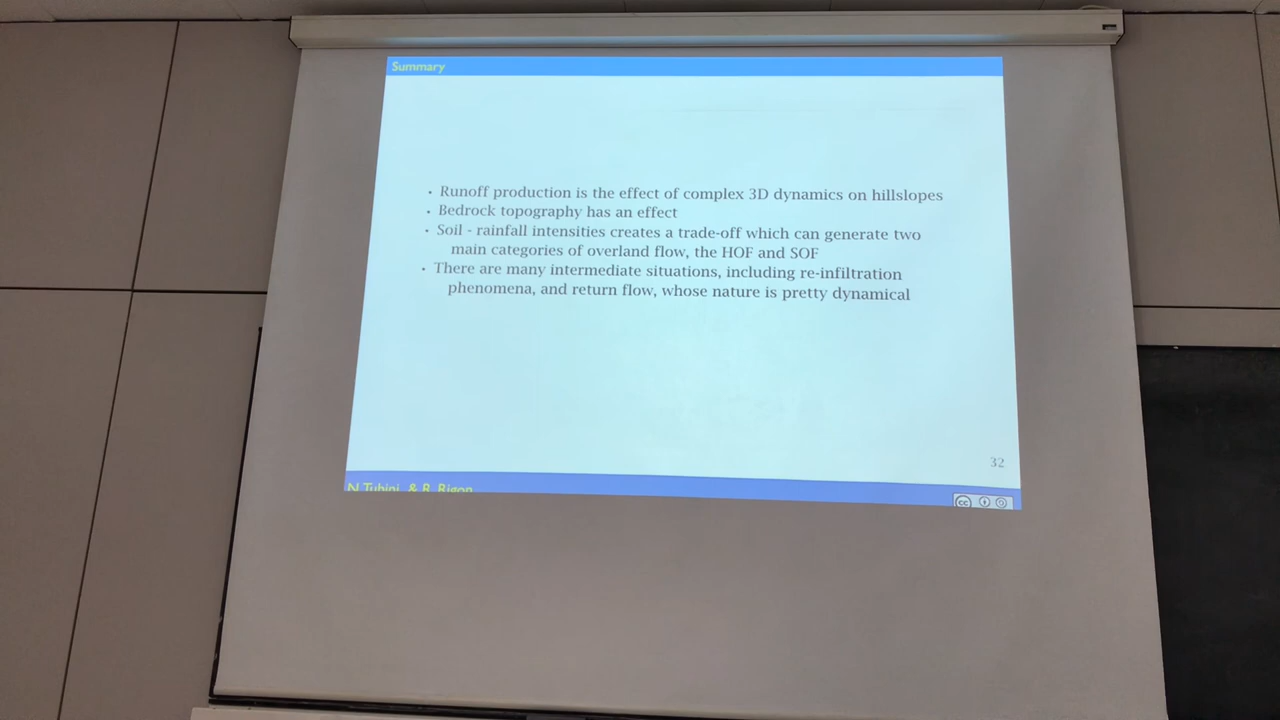 Summary
• Runoff production is the effect of complex 3D dynamics on hillslopes
• Bedrock topography has an effect
• Soil - rainfall intensities creates a trade-off which can generate two
main categories of overland flow, the HOF and SOF
• There are many intermediate situations, including re-infiltration
phenomena, and return flow, whose nature is pretty dynamical
32
N Tubini & R. Rigon
cc